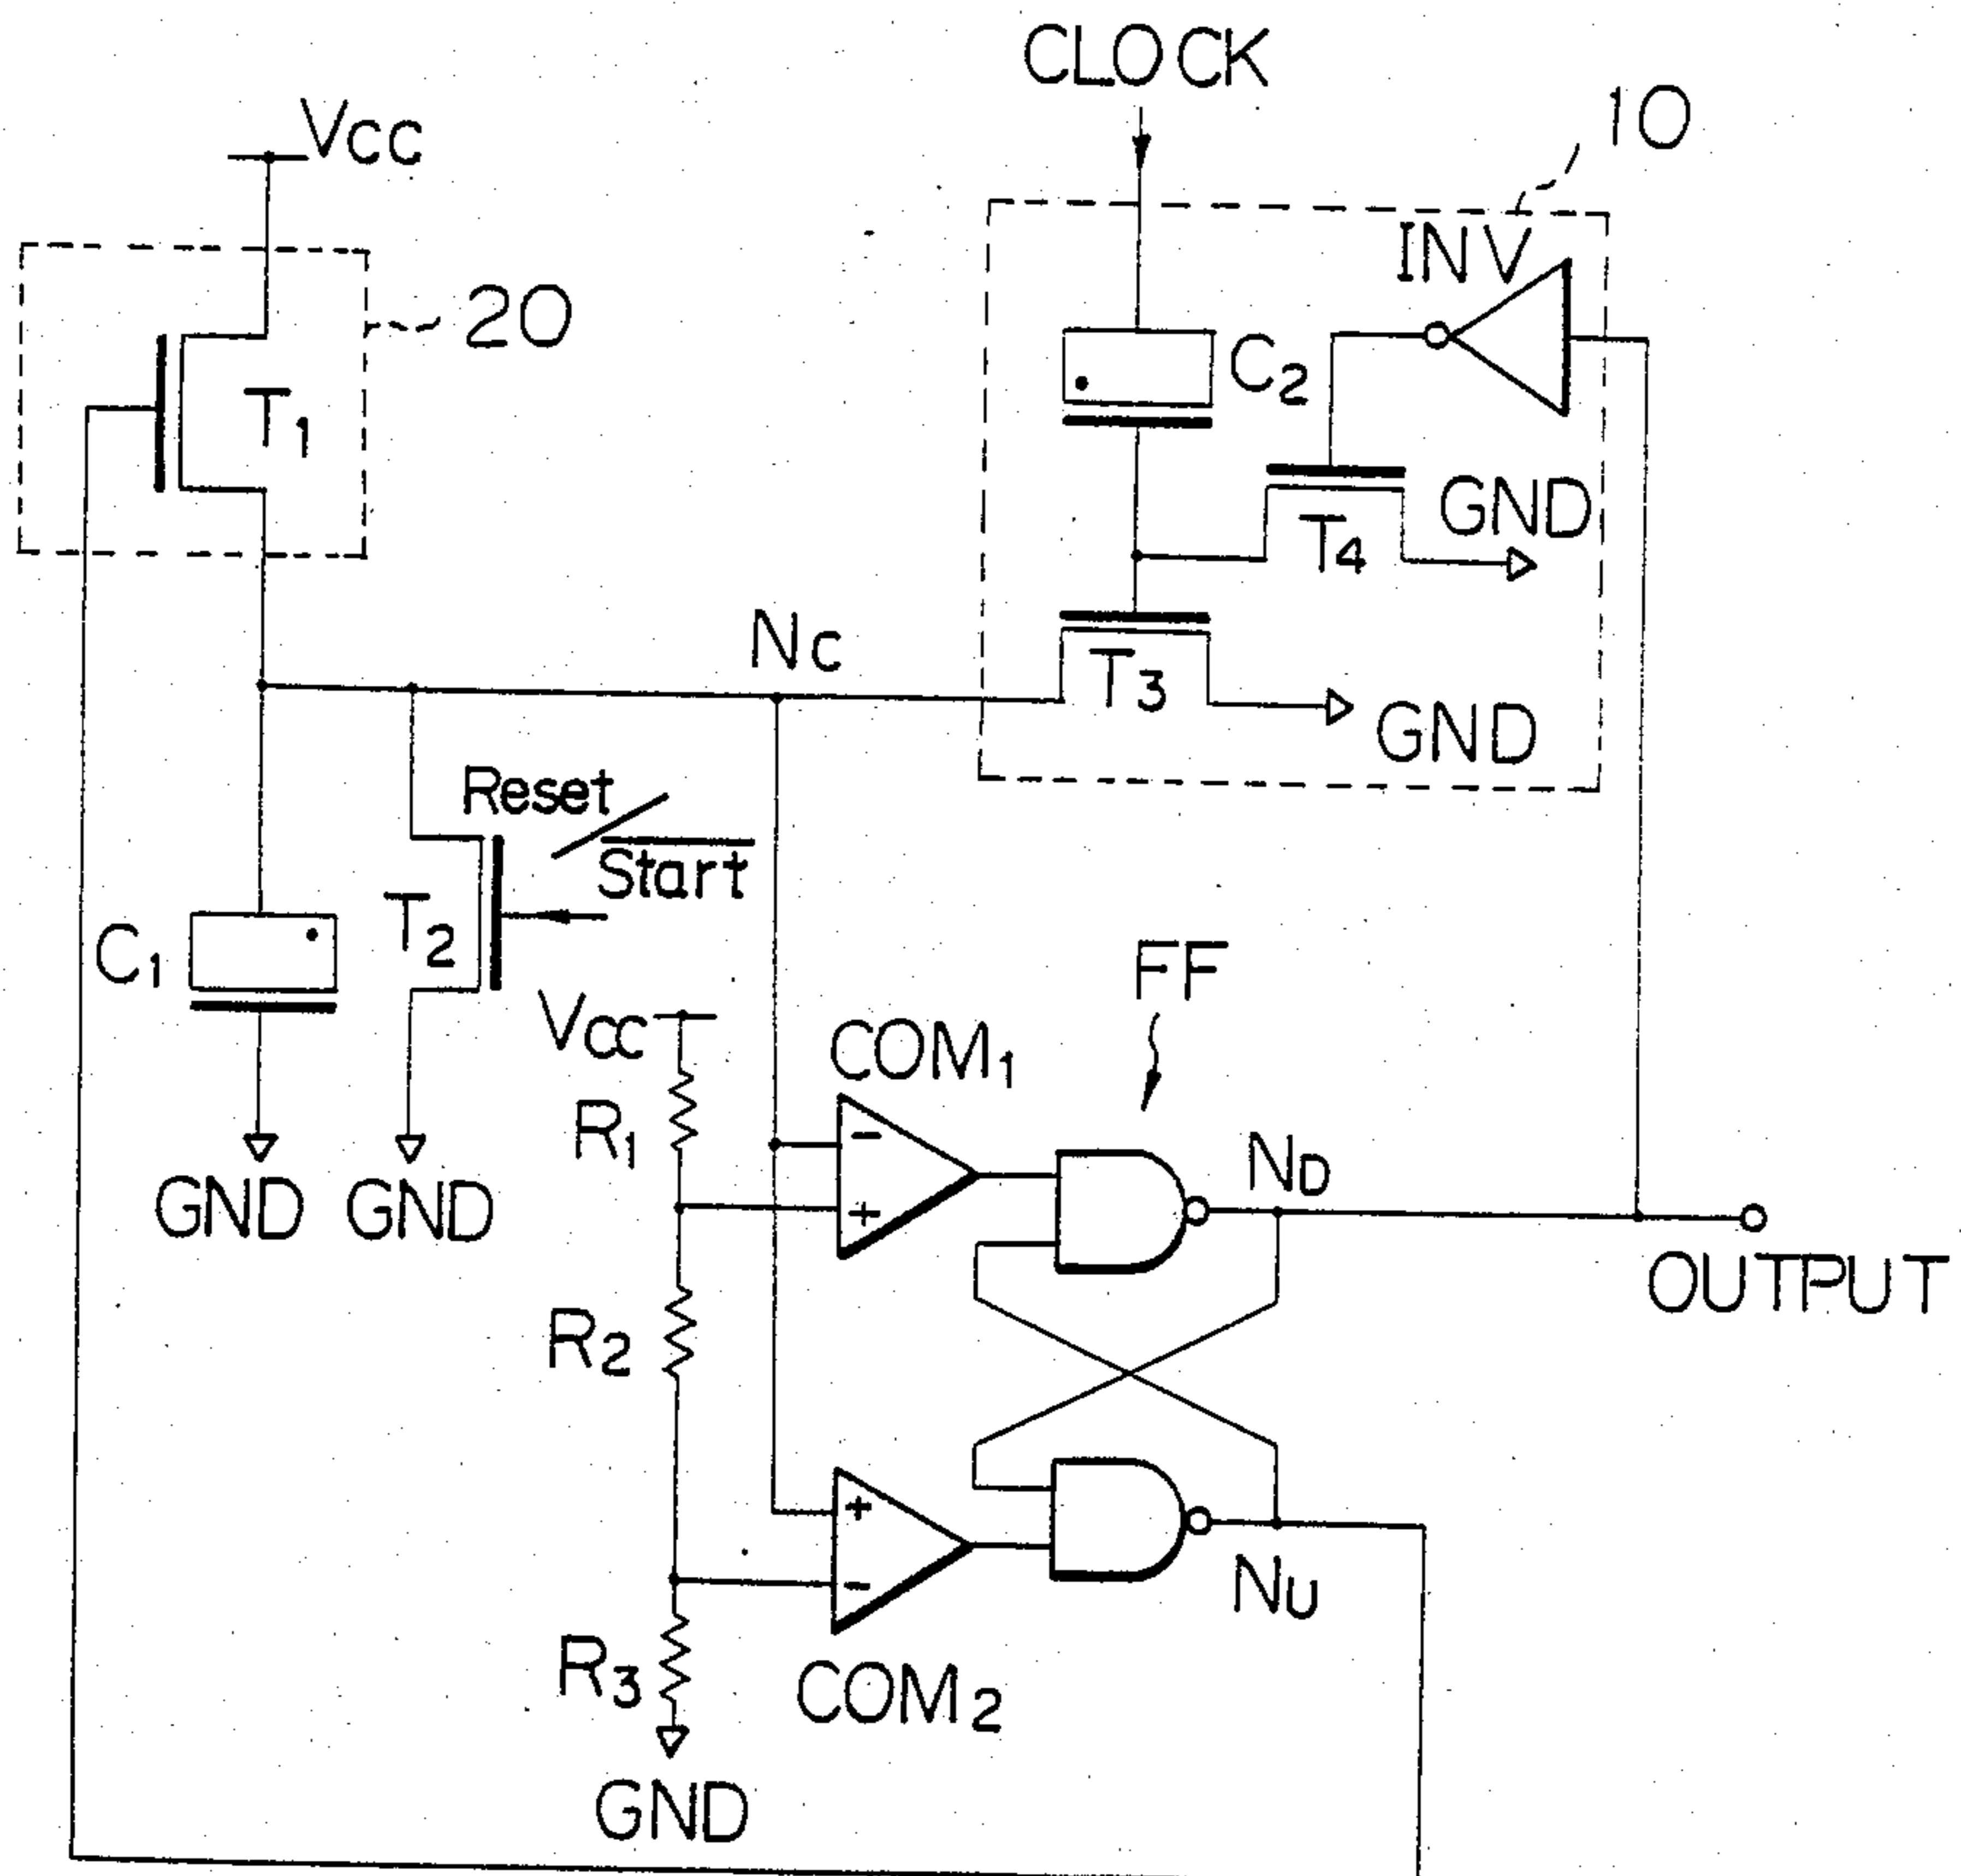 CLOCK
10
Vcc
INV
20
C2
T1
GND
T4
Nc
T3
GND
Reset
Start
T2
C1
FF
Vcc
COM1
R1
ND
GND
GND
OUTPUT
R2
+
-
-
+
NU
R3
COM2
GND